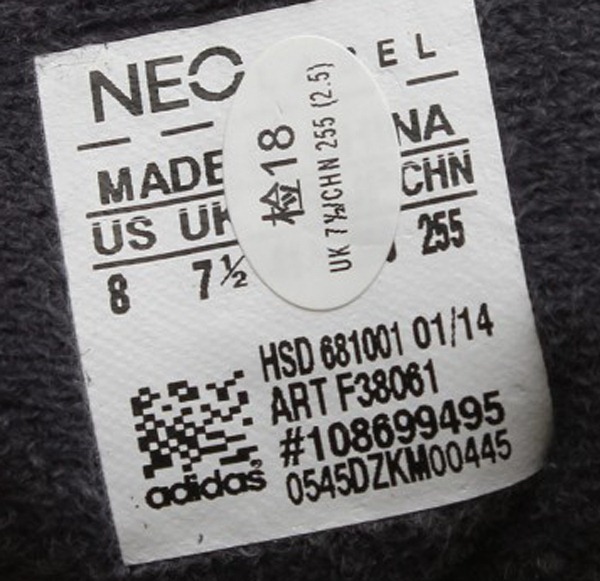 NEO
EL
MADE
NA
US UK CHN
8 7½ 255
检18
UK 7½/CHN 255 (2.5)
HSD 681001 01/14
ART F38061
#108699495
0545DZKM00445
adidas